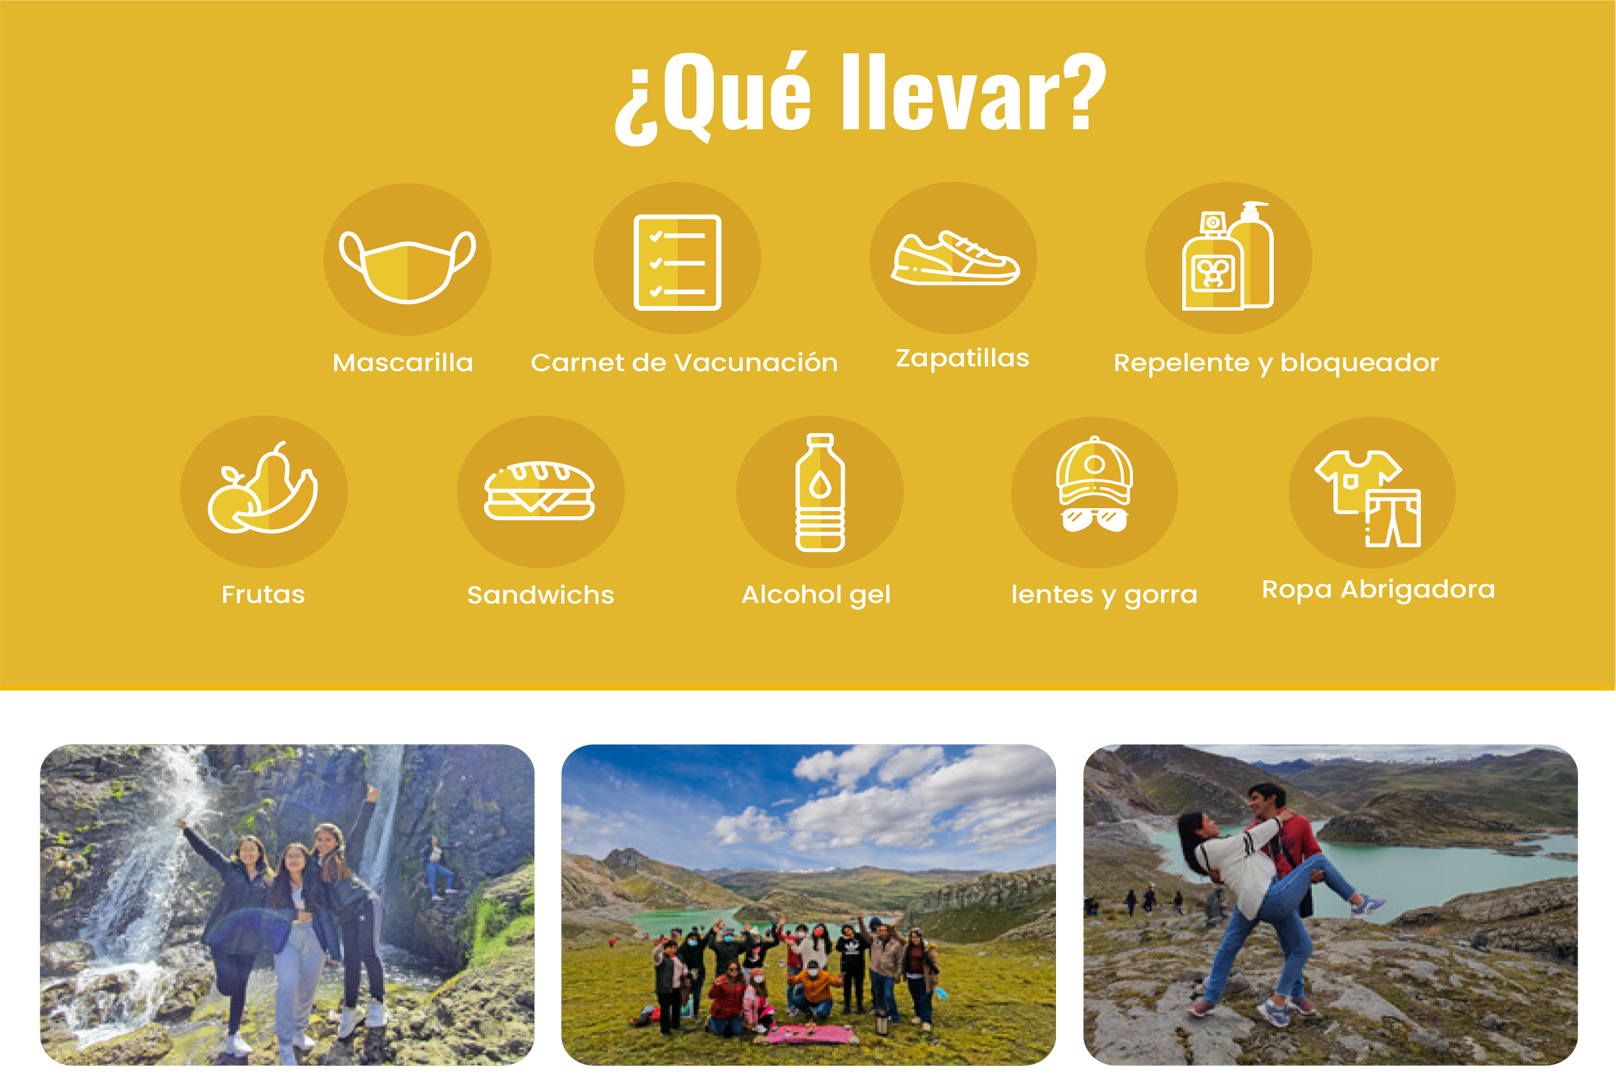 ¿Qué llevar?
Mascarilla
Carnet de Vacunación
Zapatillas
Repelente y bloqueador
Frutas
Sandwichs
Alcohol gel
lentes y gorra
Ropa Abrigadora